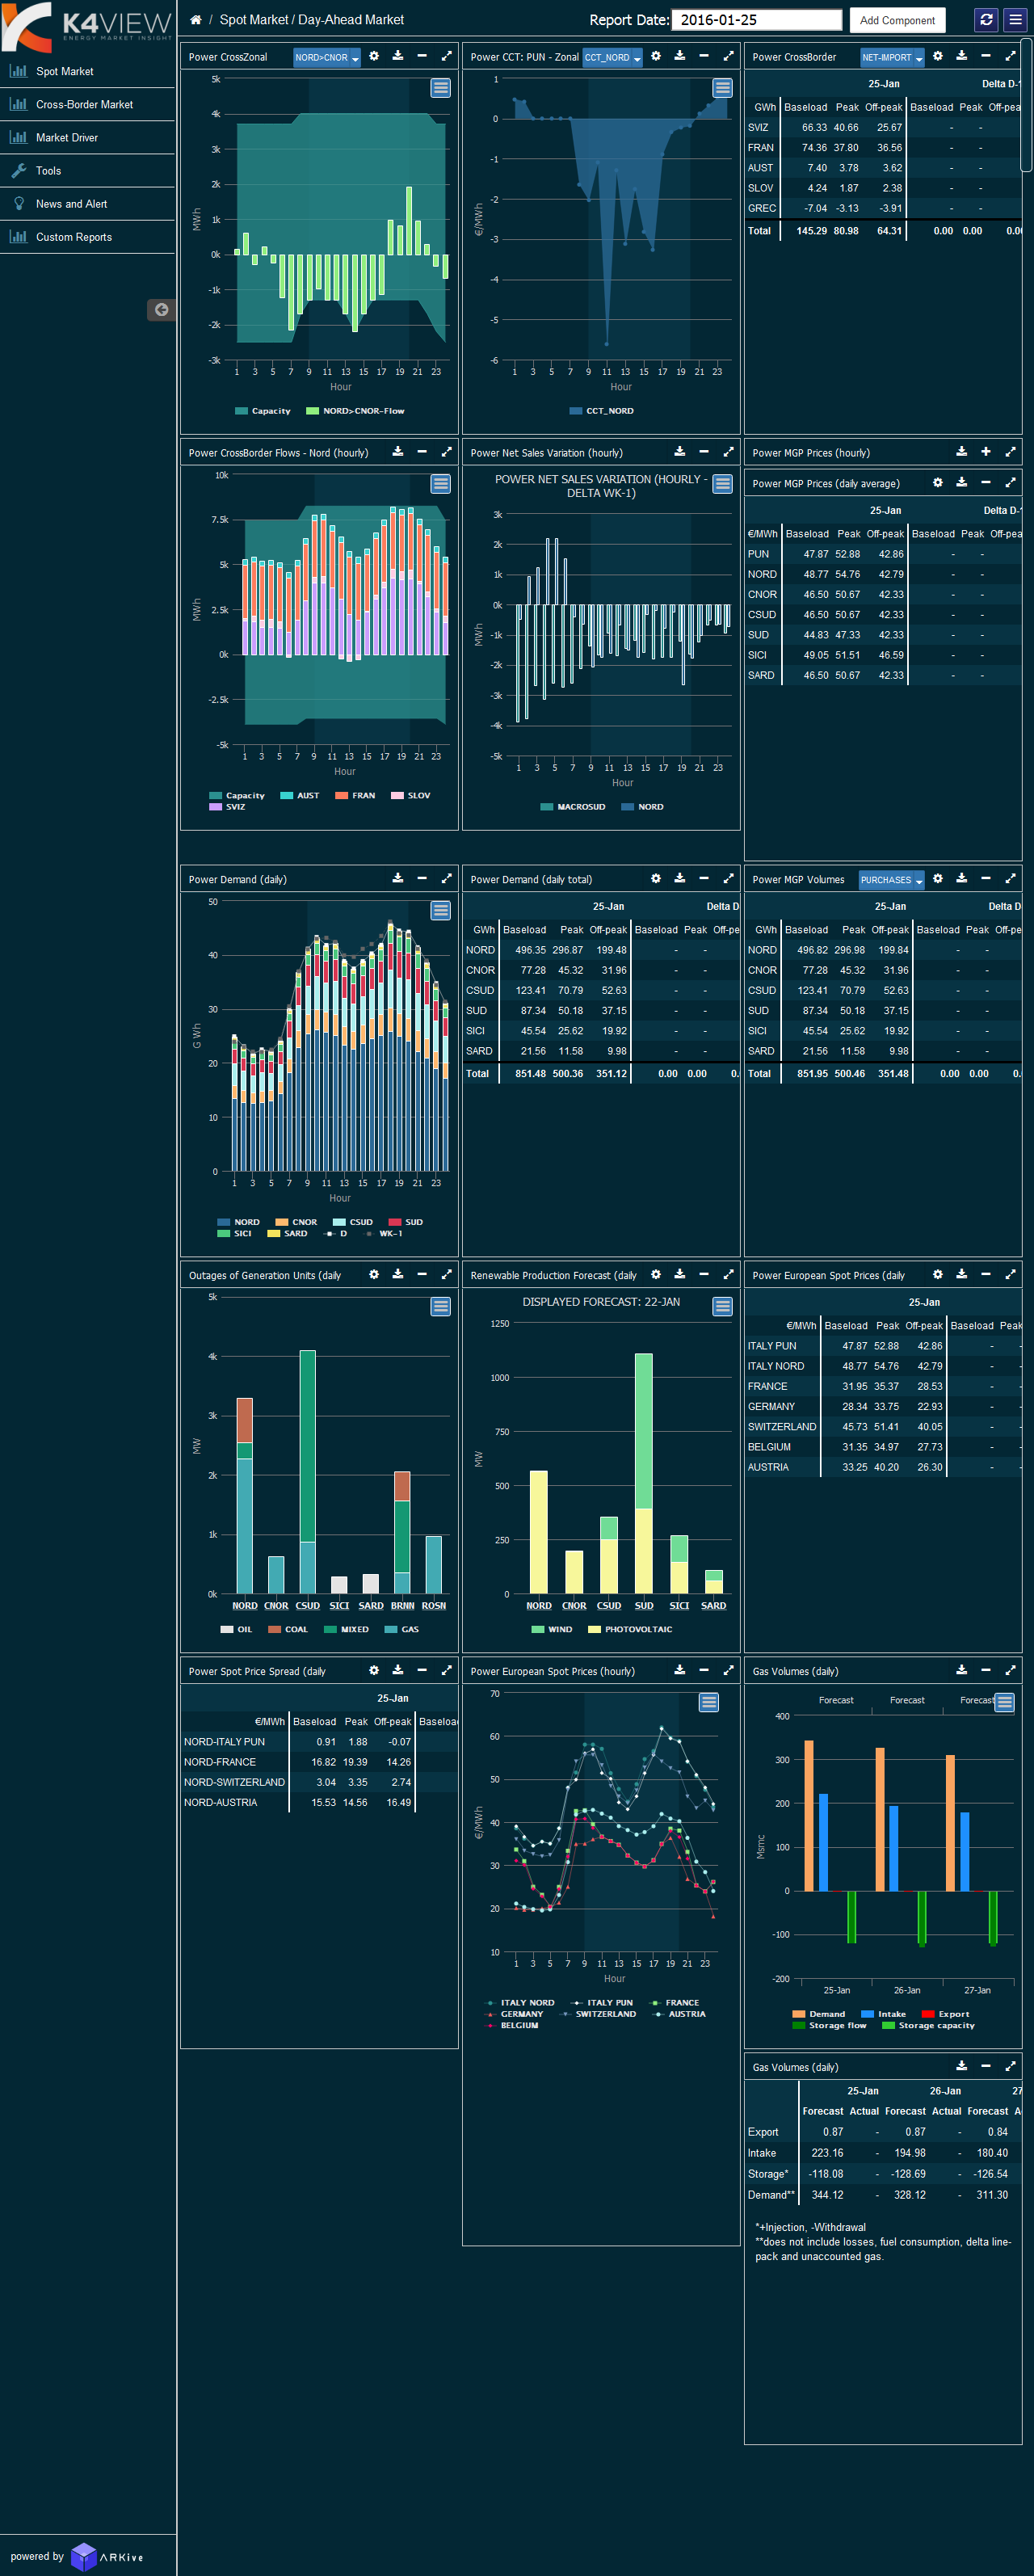 K4VIEW
ENERGY MARKET INSIGHT
/ Spot Market / Day-Ahead Market
Report Date: 2016-01-25
Add Component
Spot Market
Cross-Border Market
Market Driver
Tools
News and Alert
Custom Reports
Power CrossZonal NORD>CNOR
5k
4k
3k
2k
1k
0k
-1k
-2k
-3k
MWh
1 3 5 7 9 11 13 15 17 19 21 23
Hour
Capacity NORD>CNOR-Flow
Power CCT: PUN - Zonal CCT_NORD
1
0
-1
-2
-3
-4
-5
-6
€/MWh
1 3 5 7 9 11 13 15 17 19 21 23
Hour
CCT_NORD
Power CrossBorder NET-IMPORT
25-Jan Delta D-1
GWh Baseload Peak Off-peak Baseload Peak Off-pea
SVIZ 66.33 40.66 25.67 - -
FRAN 74.36 37.80 36.56 - -
AUST 7.40 3.78 3.62 - -
SLOV 4.24 1.87 2.38 - -
GREC -7.04 -3.13 -3.91 - -
Total 145.29 80.98 64.31 0.00 0.00 0.00
Power CrossBorder Flows - Nord (hourly)
10k
7.5k
5k
2.5k
0k
-2.5k
-5k
MWh
1 3 5 7 9 11 13 15 17 19 21 23
Hour
Capacity AUST FRAN SLOV
SVIZ
Power Net Sales Variation (hourly)
POWER NET SALES VARIATION (HOURLY -
DELTA WK-1)
3k
2k
1k
0k
-1k
-2k
-3k
-4k
-5k
MWh
1 3 5 7 9 11 13 15 17 19 21 23
Hour
MACROSUD NORD
Power MGP Prices (hourly)
Power MGP Prices (daily average)
25-Jan Delta D-1
€/MWh Baseload Peak Off-peak Baseload Peak Off-pea
PUN 47.87 52.88 42.86 - -
NORD 48.77 54.76 42.79 - -
CNOR 46.50 50.67 42.33 - -
CSUD 46.50 50.67 42.33 - -
SUD 44.83 47.33 42.33 - -
SICI 49.05 51.51 46.59 - -
SARD 46.50 50.67 42.33 - -
Power Demand (daily)
50
40
30
20
10
0
G Wh
1 3 5 7 9 11 13 15 17 19 21 23
Hour
NORD CNOR CSUD SUD
SICI SARD D WK-1
Power Demand (daily total)
25-Jan Delta D
GWh Baseload Peak Off-peak Baseload Peak Off-pe
NORD 496.35 296.87 199.48 - -
CNOR 77.28 45.32 31.96 - -
CSUD 123.41 70.79 52.63 - -
SUD 87.34 50.18 37.15 - -
SICI 45.54 25.62 19.92 - -
SARD 21.56 11.58 9.98 - -
Total 851.48 500.36 351.12 0.00 0.00 0.
Power MGP Volumes PURCHASES
25-Jan Delta D
GWh Baseload Peak Off-peak Baseload Peak Off-pe
NORD 496.82 296.98 199.84 - -
CNOR 77.28 45.32 31.96 - -
CSUD 123.41 70.79 52.63 - -
SUD 87.34 50.18 37.15 - -
SICI 45.54 25.62 19.92 - -
SARD 21.56 11.58 9.98 - -
Total 851.95 500.46 351.48 0.00 0.00 0.
Outages of Generation Units (daily
5k
4k
3k
2k
1k
0k
MW
NORD CNOR CSUD SICI SARD BRNN ROSN
OIL COAL MIXED GAS
Renewable Production Forecast (daily
DISPLAYED FORECAST: 22-JAN
1250
1000
750
500
250
0
MW
NORD CNOR CSUD SUD SICI SARD
WIND PHOTOVOLTAIC
Power European Spot Prices (daily
25-Jan
€/MWh Baseload Peak Off-peak Baseload Peak
ITALY PUN 47.87 52.88 42.86 - -
ITALY NORD 48.77 54.76 42.79 - -
FRANCE 31.95 35.37 28.53 - -
GERMANY 28.34 33.75 22.93 - -
SWITZERLAND 45.73 51.41 40.05 - -
BELGIUM 31.35 34.97 27.73 - -
AUSTRIA 33.25 40.20 26.30 - -
Power Spot Price Spread (daily
25-Jan
€/MWh Baseload Peak Off-peak Baseload
NORD-ITALY PUN 0.91 1.88 -0.07
NORD-FRANCE 16.82 19.39 14.26
NORD-SWITZERLAND 3.04 3.35 2.74
NORD-AUSTRIA 15.53 14.56 16.49
Power European Spot Prices (hourly)
70
60
50
40
30
20
10
€/MWh
1 3 5 7 9 11 13 15 17 19 21 23
Hour
ITALY NORD ITALY PUN FRANCE
GERMANY SWITZERLAND AUSTRIA
BELGIUM
Gas Volumes (daily)
Forecast Forecast Forecast
400
300
200
100
0
-100
-200
Msmc
25-Jan 26-Jan 27-Jan
Demand Intake Export
Storage flow Storage capacity
Gas Volumes (daily)
25-Jan 26-Jan 27
Forecast Actual Forecast Actual Forecast A
Export 0.87 - 0.87 - 0.84
Intake 223.16 - 194.98 - 180.40
Storage* -118.08 - -128.69 - -126.54
Demand** 344.12 - 328.12 - 311.30
*+Injection, -Withdrawal
**does not include losses, fuel consumption, delta line-
pack and unaccounted gas.
powered by ARKive